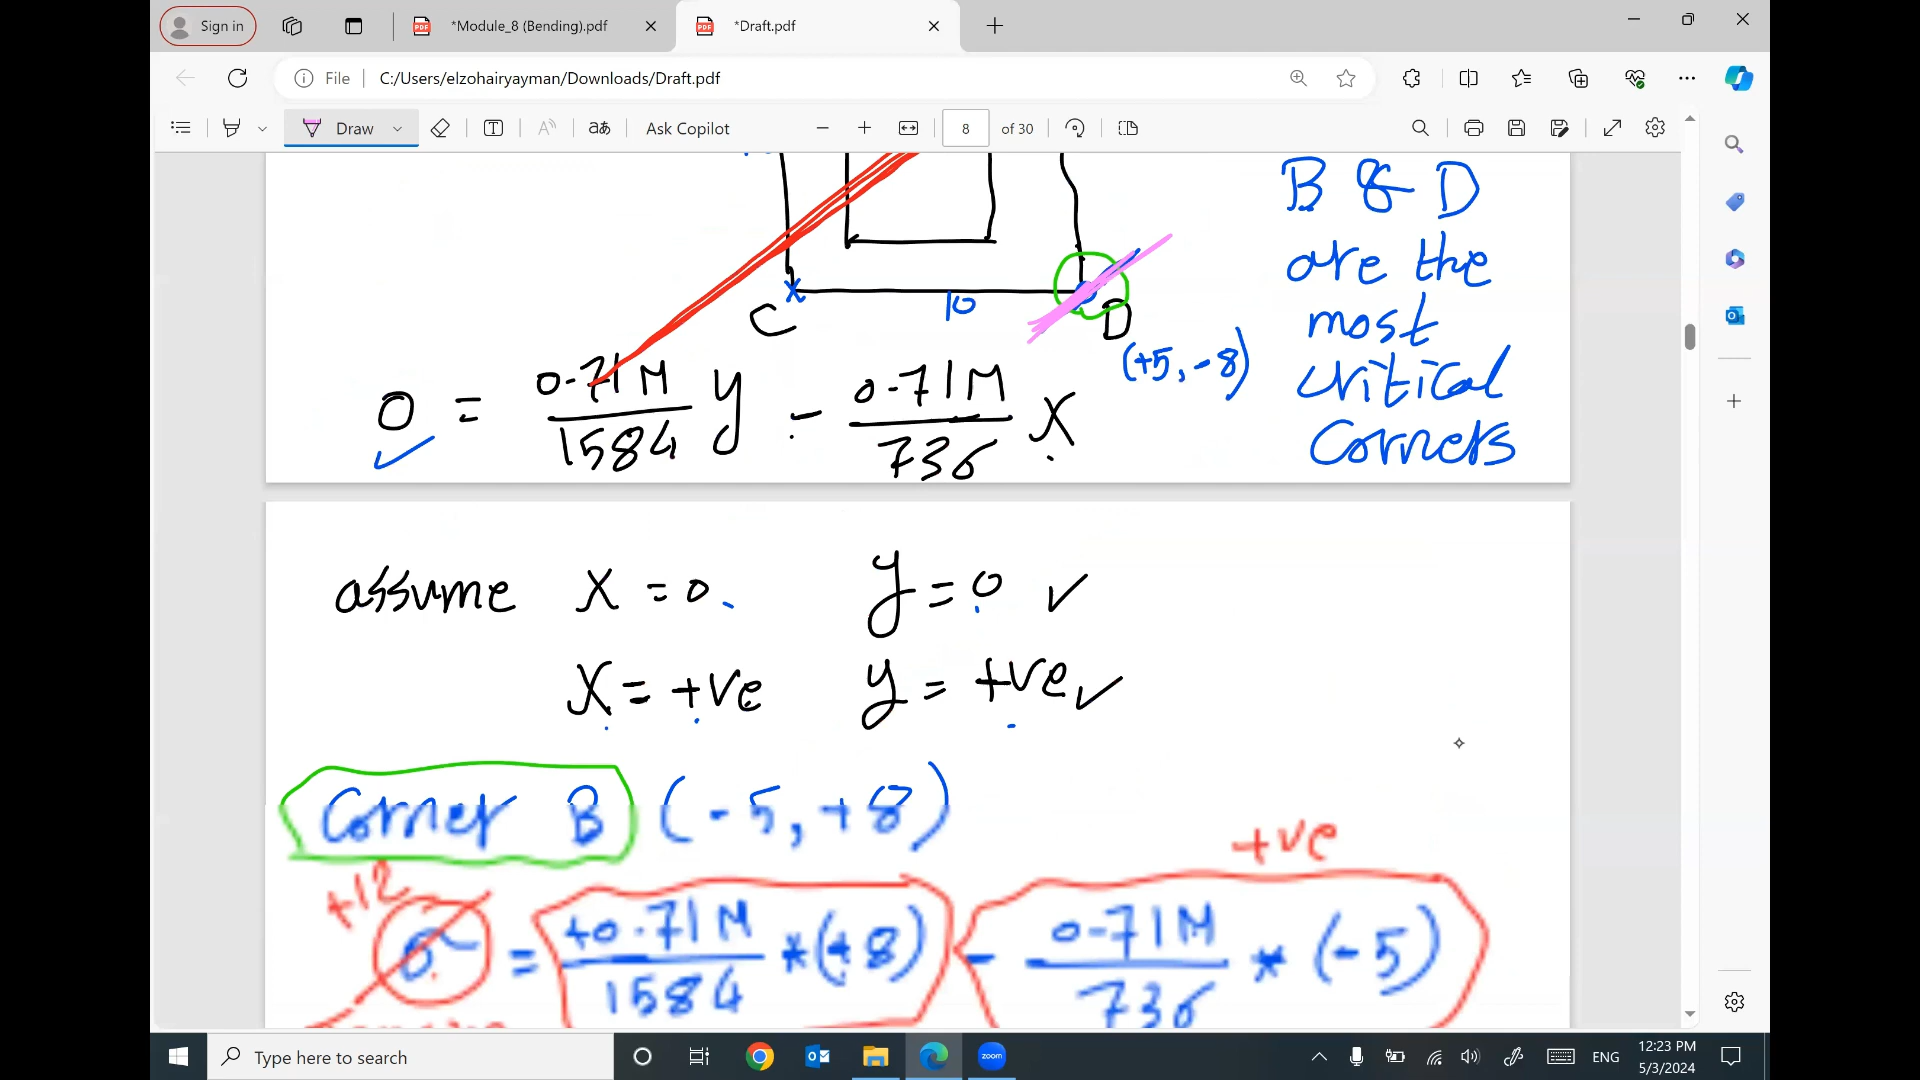 Sign in
*Module_8 (Bending).pdf
*Draft.pdf
File
C:/Users/elzohairyayman/Downloads/Draft.pdf
Draw
aあ
Ask Copilot
8 of 30
B & D
are the
most
critical
Corners
C
10
D
(+5, -8)
0 = 0.71M/1584 y - 0.71M/736 X
assume X = 0 y = 0 ✓
X = +ve y = +ve ✓
Corner B (-5, +8)
+ve
+12
σ = +0.71M/1584 *(+8) - 0.71M/736 * (-5)
Type here to search
zoom
ENG
12:23 PM
5/3/2024